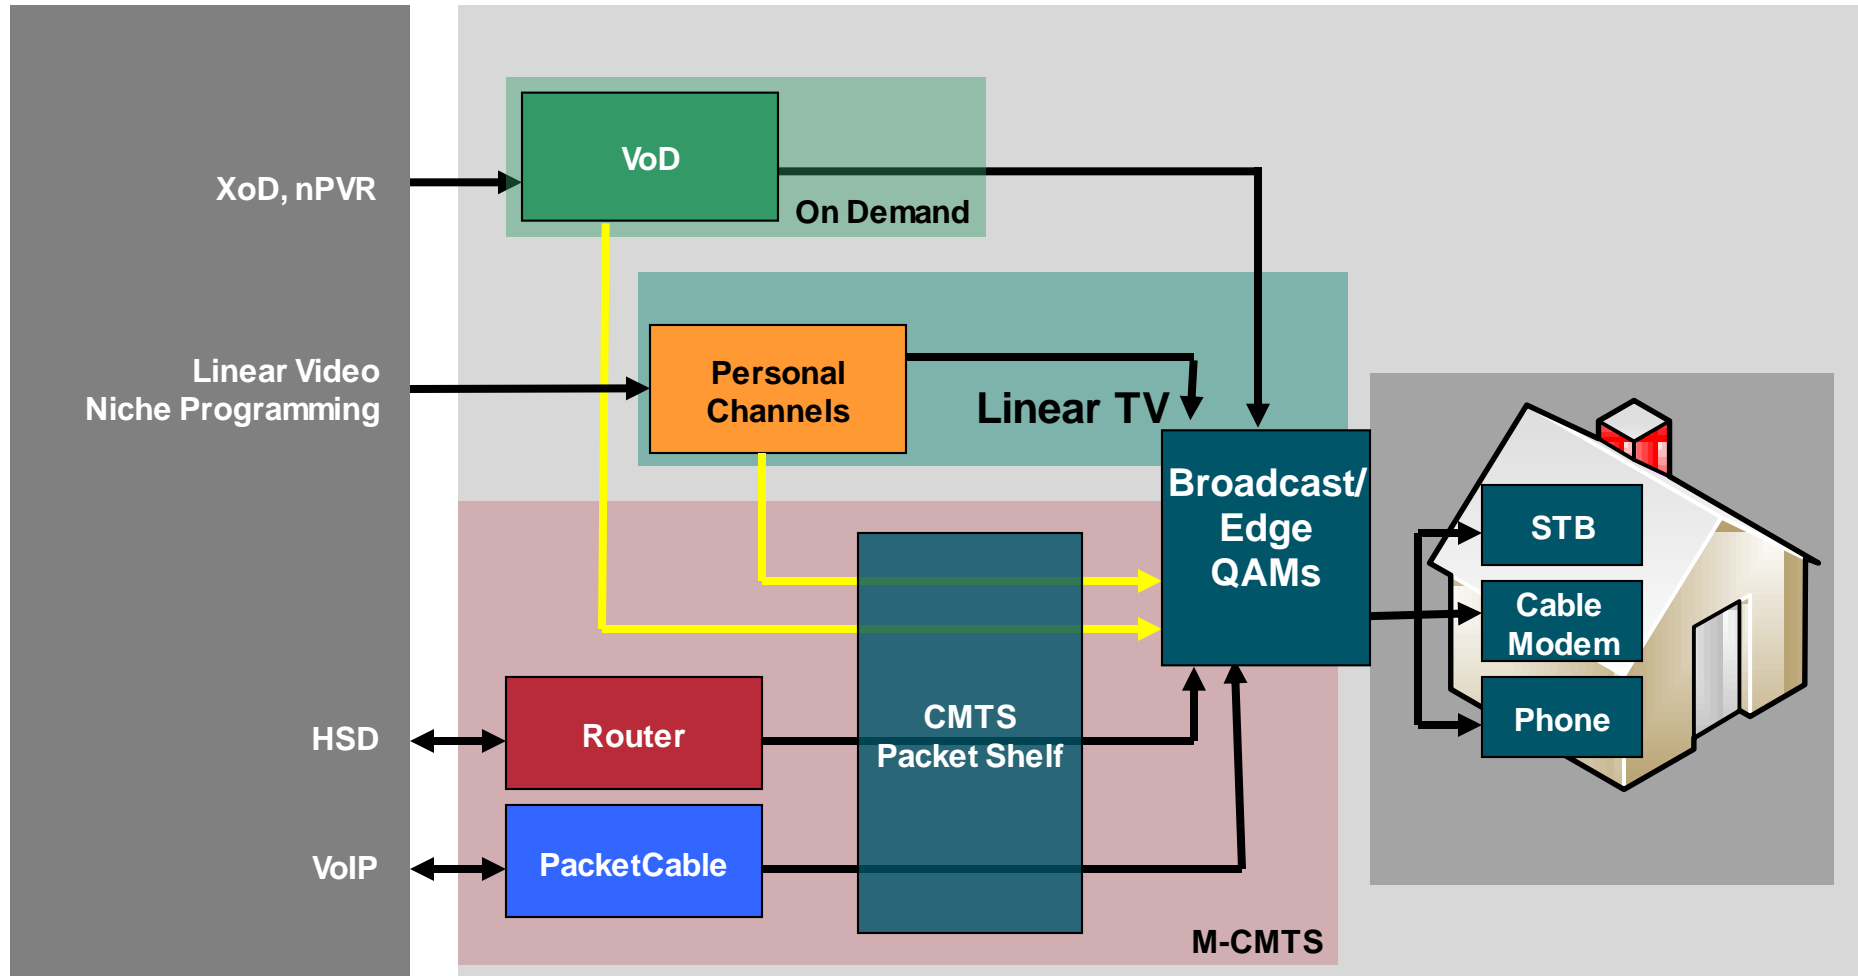 VoD
XoD, nPVR
On Demand
Linear Video
Niche Programming
Personal
Channels
Linear TV
Broadcast/
Edge
QAMs
STB
Cable
Modem
Phone
HSD
Router
CMTS
Packet Shelf
VoIP
PacketCable
M-CMTS